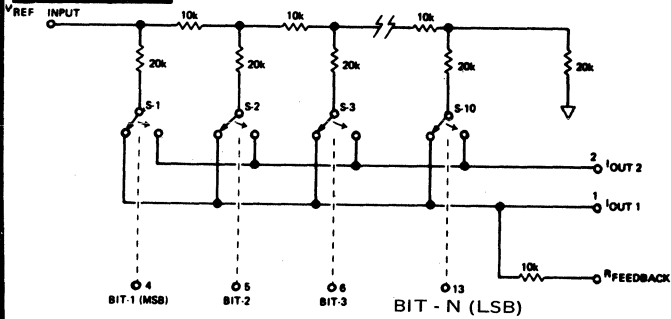 VREF INPUT
10k
10k
10k
20k
20k
20k
20k
20k
S-1
S-2
S-3
S-10
2 IOUT 2
1 IOUT 1
10k
RFEEDBACK
4
5
6
13
BIT-1 (MSB)
BIT-2
BIT-3
BIT - N (LSB)